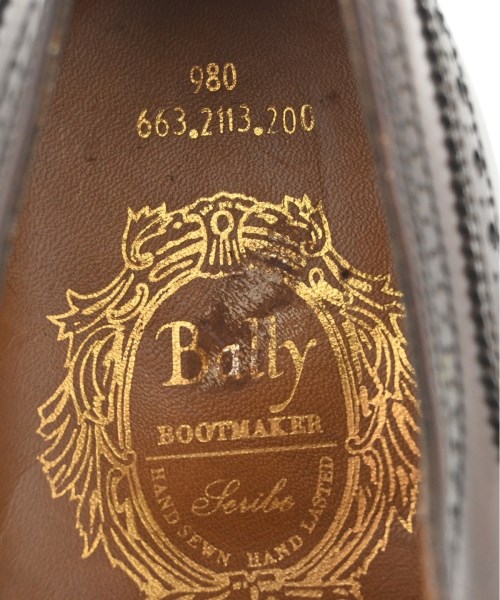 980
663.2113.200
Bally
BOOTMAKER
Scribe
HAND SEWN HAND LASTED